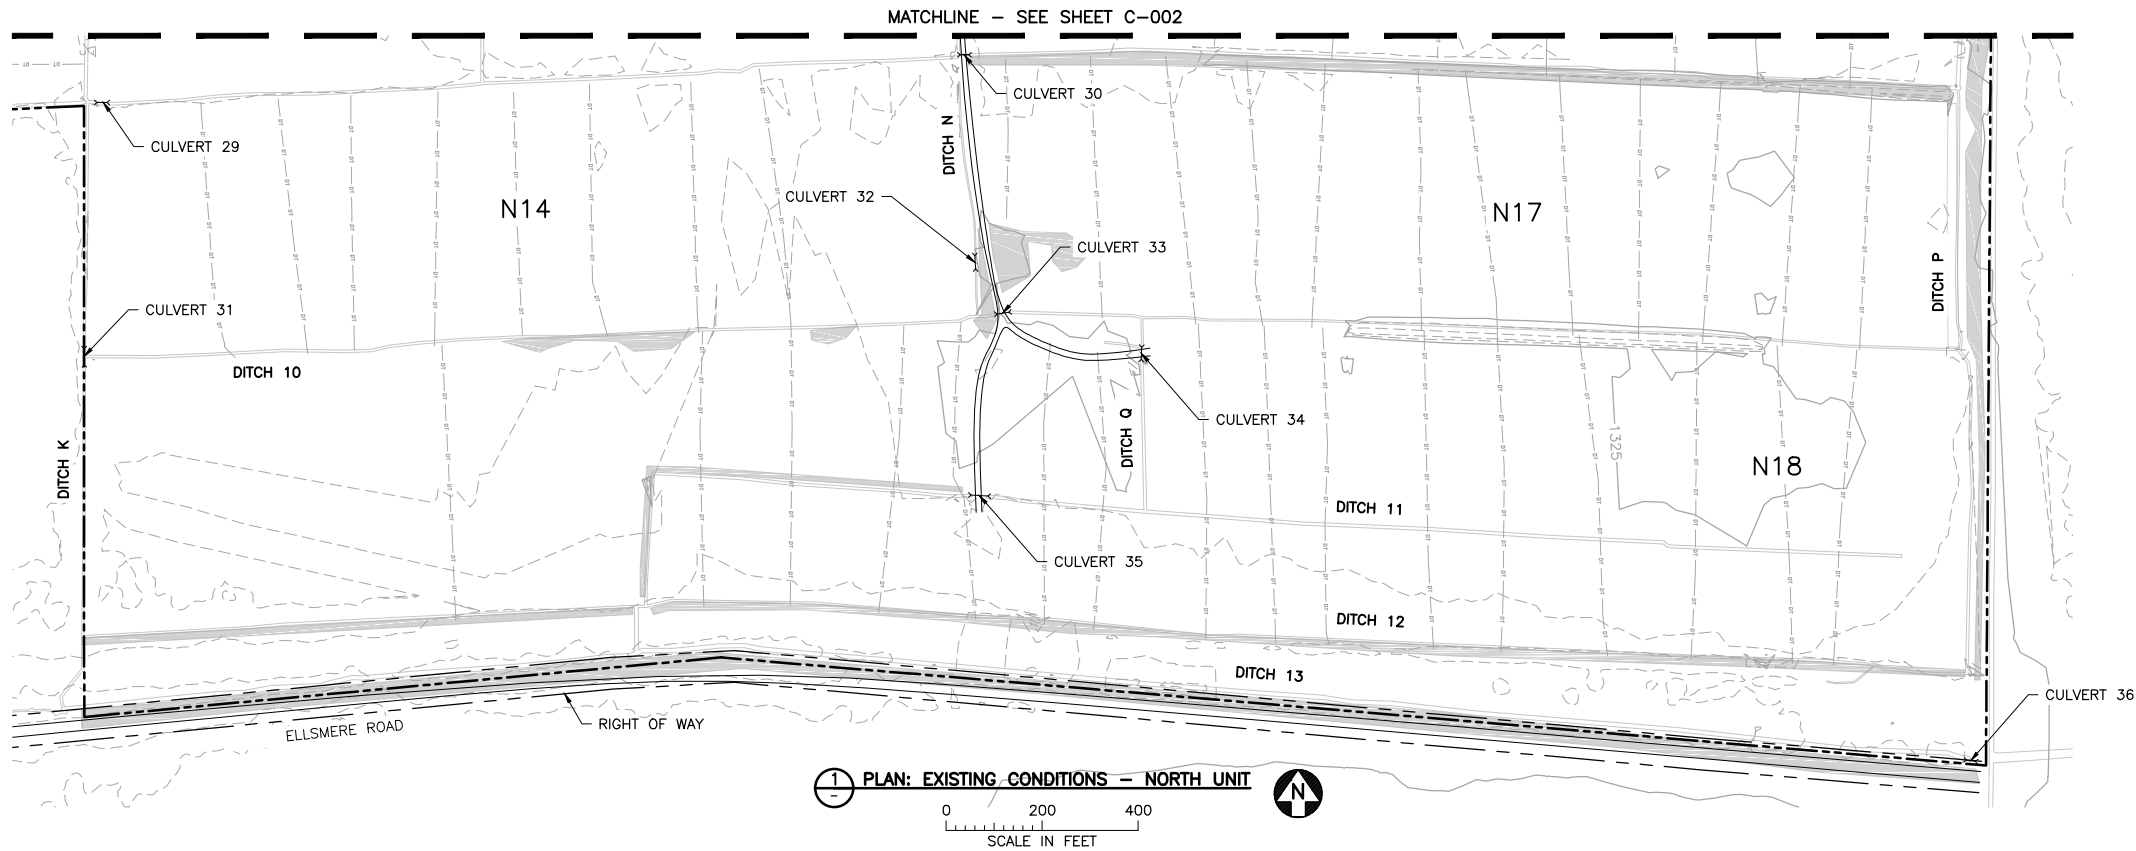 MATCHLINE – SEE SHEET C-002
CULVERT 30
CULVERT 29
DITCH N
CULVERT 32
N14
N17
CULVERT 33
DITCH P
CULVERT 31
DITCH 10
DITCH K
DITCH Q
CULVERT 34
1325
N18
DITCH 11
CULVERT 35
DITCH 12
DITCH 13
CULVERT 36
RIGHT OF WAY
ELLSMERE ROAD
1
–
PLAN: EXISTING CONDITIONS – NORTH UNIT
N
0 200 400
SCALE IN FEET